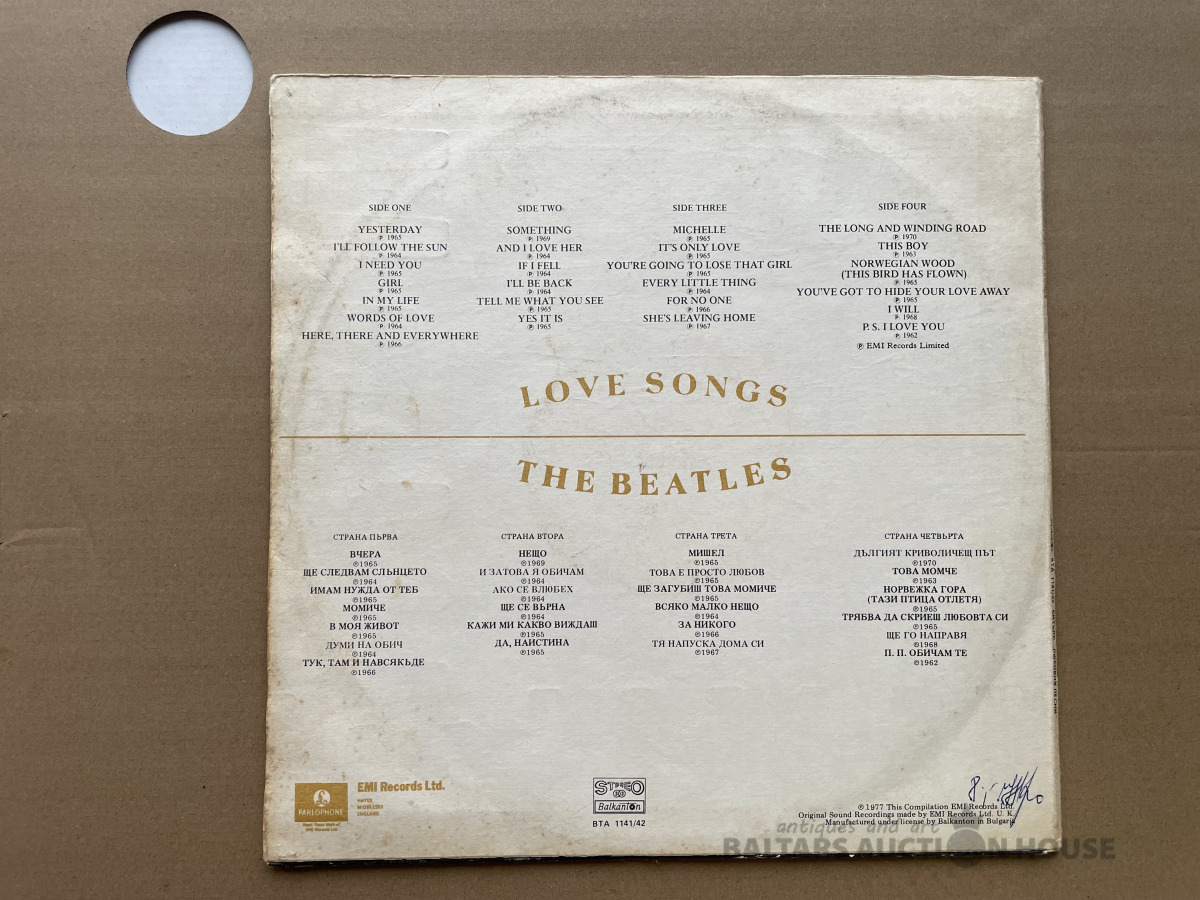 SIDE ONE
YESTERDAY
℗ 1965
I'LL FOLLOW THE SUN
℗ 1964
I NEED YOU
℗ 1965
GIRL
℗ 1965
IN MY LIFE
℗ 1965
WORDS OF LOVE
℗ 1964
HERE, THERE AND EVERYWHERE
℗ 1966
SIDE TWO
SOMETHING
℗ 1969
AND I LOVE HER
℗ 1964
IF I FELL
℗ 1964
I'LL BE BACK
℗ 1964
TELL ME WHAT YOU SEE
℗ 1965
YES IT IS
℗ 1965
SIDE THREE
MICHELLE
℗ 1965
IT'S ONLY LOVE
℗ 1965
YOU'RE GOING TO LOSE THAT GIRL
℗ 1965
EVERY LITTLE THING
℗ 1964
FOR NO ONE
℗ 1966
SHE'S LEAVING HOME
℗ 1967
SIDE FOUR
THE LONG AND WINDING ROAD
℗ 1970
THIS BOY
℗ 1963
NORWEGIAN WOOD
(THIS BIRD HAS FLOWN)
℗ 1965
YOU'VE GOT TO HIDE YOUR LOVE AWAY
℗ 1965
I WILL
℗ 1968
P. S. I LOVE YOU
℗ 1962
℗ EMI Records Limited
LOVE SONGS
THE BEATLES
СТРАНА ПЪРВА
ВЧЕРА
℗1965
ЩЕ СЛЕДВАМ СЛЪНЦЕТО
℗1964
ИМАМ НУЖДА ОТ ТЕБ
℗1965
МОМИЧЕ
℗1965
В МОЯ ЖИВОТ
℗1965
ДУМИ НА ОБИЧ
℗1964
ТУК, ТАМ И НАВСЯКЪДЕ
℗1966
СТРАНА ВТОРА
НЕЩО
℗1969
И ЗАТОВА Я ОБИЧАМ
℗1964
АКО СЕ ВЛЮБЕХ
℗1964
ЩЕ СЕ ВЪРНА
℗1964
КАЖИ МИ КАКВО ВИЖДАШ
℗1965
ДА, НАИСТИНА
℗1965
СТРАНА ТРЕТА
МИШЕЛ
℗1965
ТОВА Е ПРОСТО ЛЮБОВ
℗1965
ЩЕ ЗАГУБИШ ТОВА МОМИЧЕ
℗1965
ВСЯКО МАЛКО НЕЩО
℗1964
ЗА НИКОГО
℗1966
ТЯ НАПУСКА ДОМА СИ
℗1967
СТРАНА ЧЕТВЪРТА
ДЪЛГИЯТ КРИВОЛИЧЕЩ ПЪТ
℗1970
ТОВА МОМЧЕ
℗1963
НОРВЕЖКА ГОРА
(ТАЗИ ПТИЦА ОТЛЕТЯ)
℗1965
ТРЯБВА ДА СКРИЕШ ЛЮБОВТА СИ
℗1965
ЩЕ ГО НАПРАВЯ
℗1968
П. П. ОБИЧАМ ТЕ
℗1962
PARLOPHONE
EMI Records Ltd.
HAYES
MIDDLESEX
ENGLAND
STEREO
Balkanton
BTA 1141/42
℗ 1977 This Compilation EMI Records Ltd.
Original Sound Recordings made by EMI Records Ltd. U. K.
Manufactured under license by Balkanton in Bulgaria
antiques and art
BALTARS AUCTION HOUSE